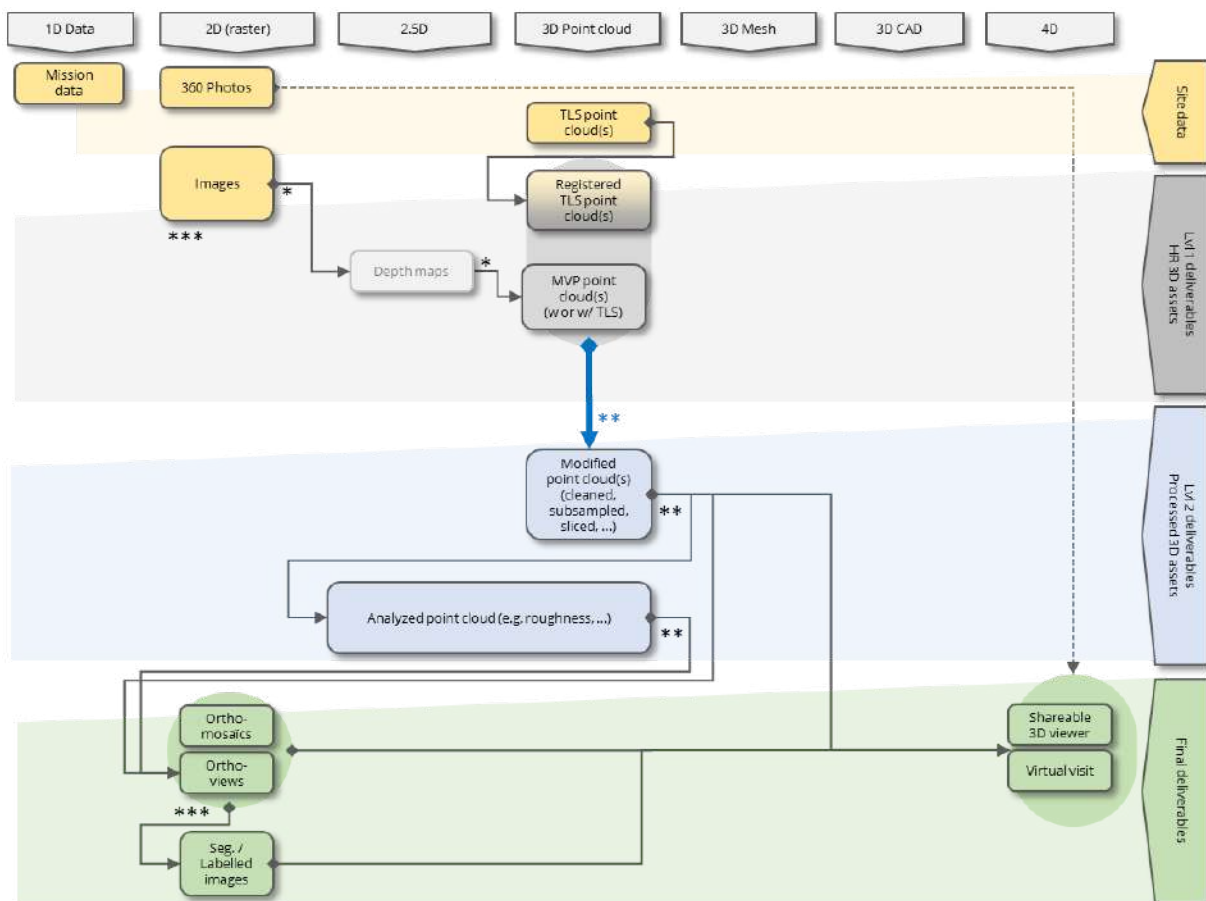 1D Data
2D (raster)
2.5D
3D Point cloud
3D Mesh
3D CAD
4D
Mission
data
360 Photos
TLS point
cloud(s)
Site data
Images
*
***
Registered
TLS point
cloud(s)
Depth maps
*
MVP point
cloud(s)
(w or w/ TLS)
Lvl 1 deliverables
HR 3D assets
**
Modified
point cloud(s)
(cleaned,
subsampled,
sliced, ...)
**
Lvl 2 deliverables
Processed 3D assets
Analyzed point cloud (e.g. roughness, ...)
**
Ortho-
mosaïcs
Ortho-
views
***
Seg. /
Labelled
images
Shareable
3D viewer
Virtual visit
Final deliverables